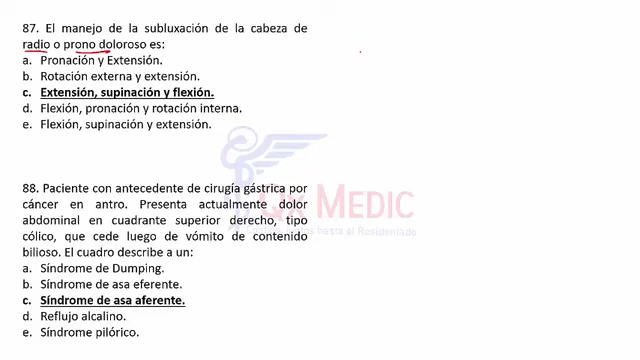 87. El manejo de la subluxación de la cabeza de
radio o prono doloroso es:
a. Pronación y Extensión.
b. Rotación externa y extensión.
c. Extensión, supinación y flexión.
d. Flexión, pronación y rotación interna.
e. Flexión, supinación y extensión.
88. Paciente con antecedente de cirugía gástrica por
cáncer en antro. Presenta actualmente dolor
abdominal en cuadrante superior derecho, tipo
cólico, que cede luego de vómito de contenido
bilioso. El cuadro describe a un:
a. Síndrome de Dumping.
b. Síndrome de asa eferente.
c. Síndrome de asa aferente.
d. Reflujo alcalino.
e. Síndrome pilórico.
QX MEDIC
hasta el Residentado